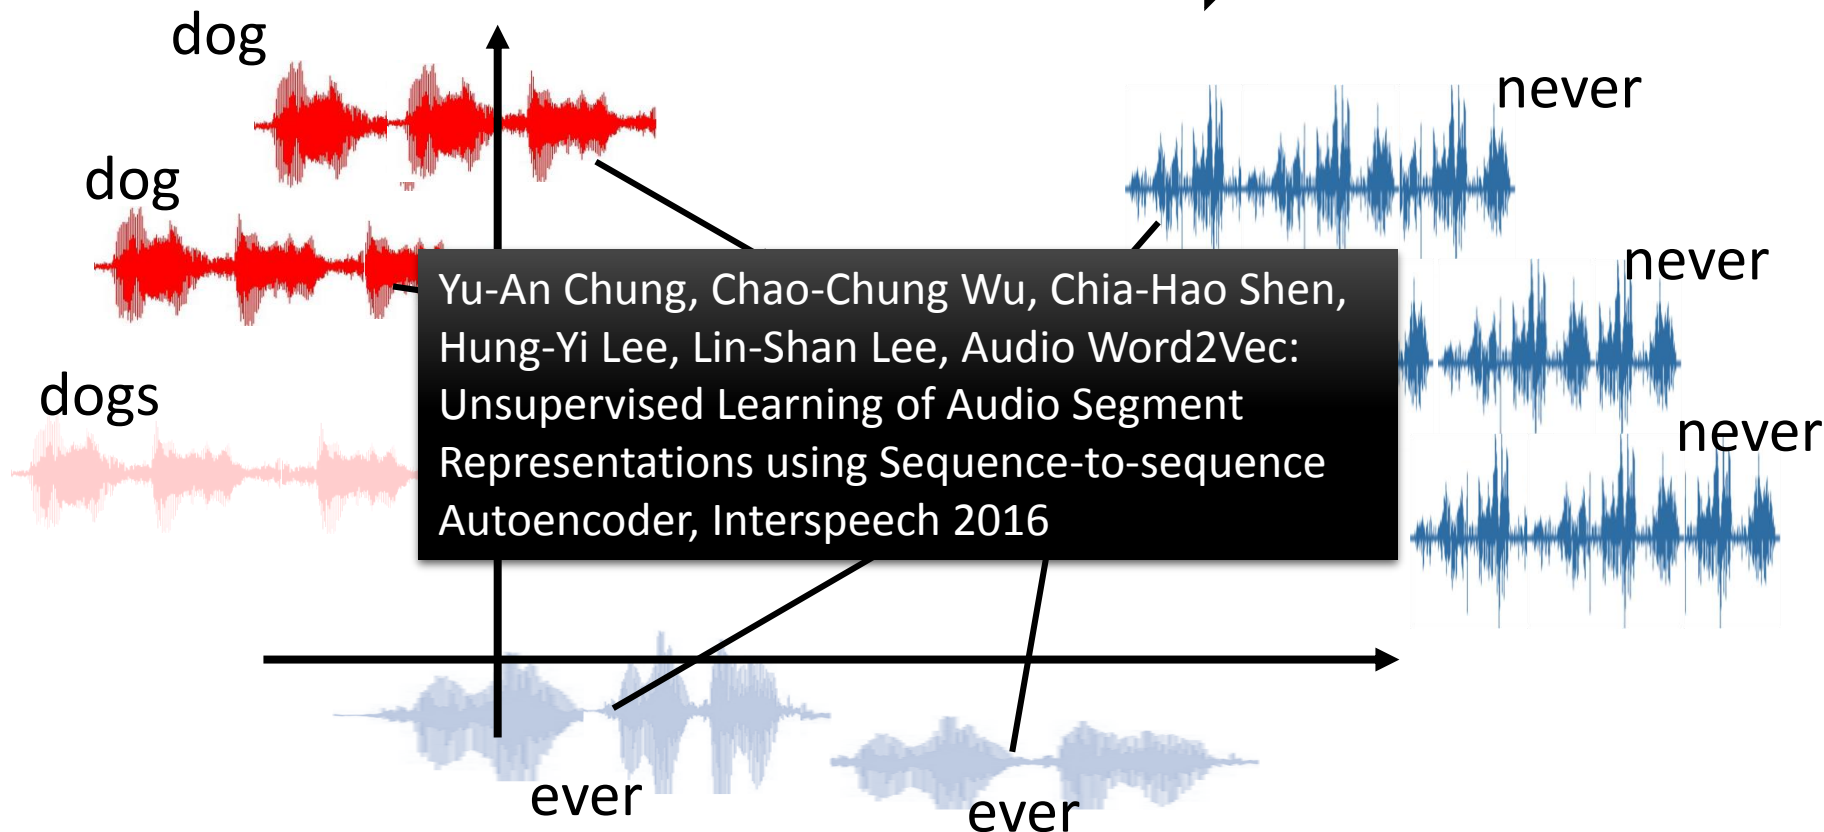 dog
never
dog
never
Yu-An Chung, Chao-Chung Wu, Chia-Hao Shen,
Hung-Yi Lee, Lin-Shan Lee, Audio Word2Vec:
Unsupervised Learning of Audio Segment
Representations using Sequence-to-sequence
Autoencoder, Interspeech 2016
dogs
never
ever
ever